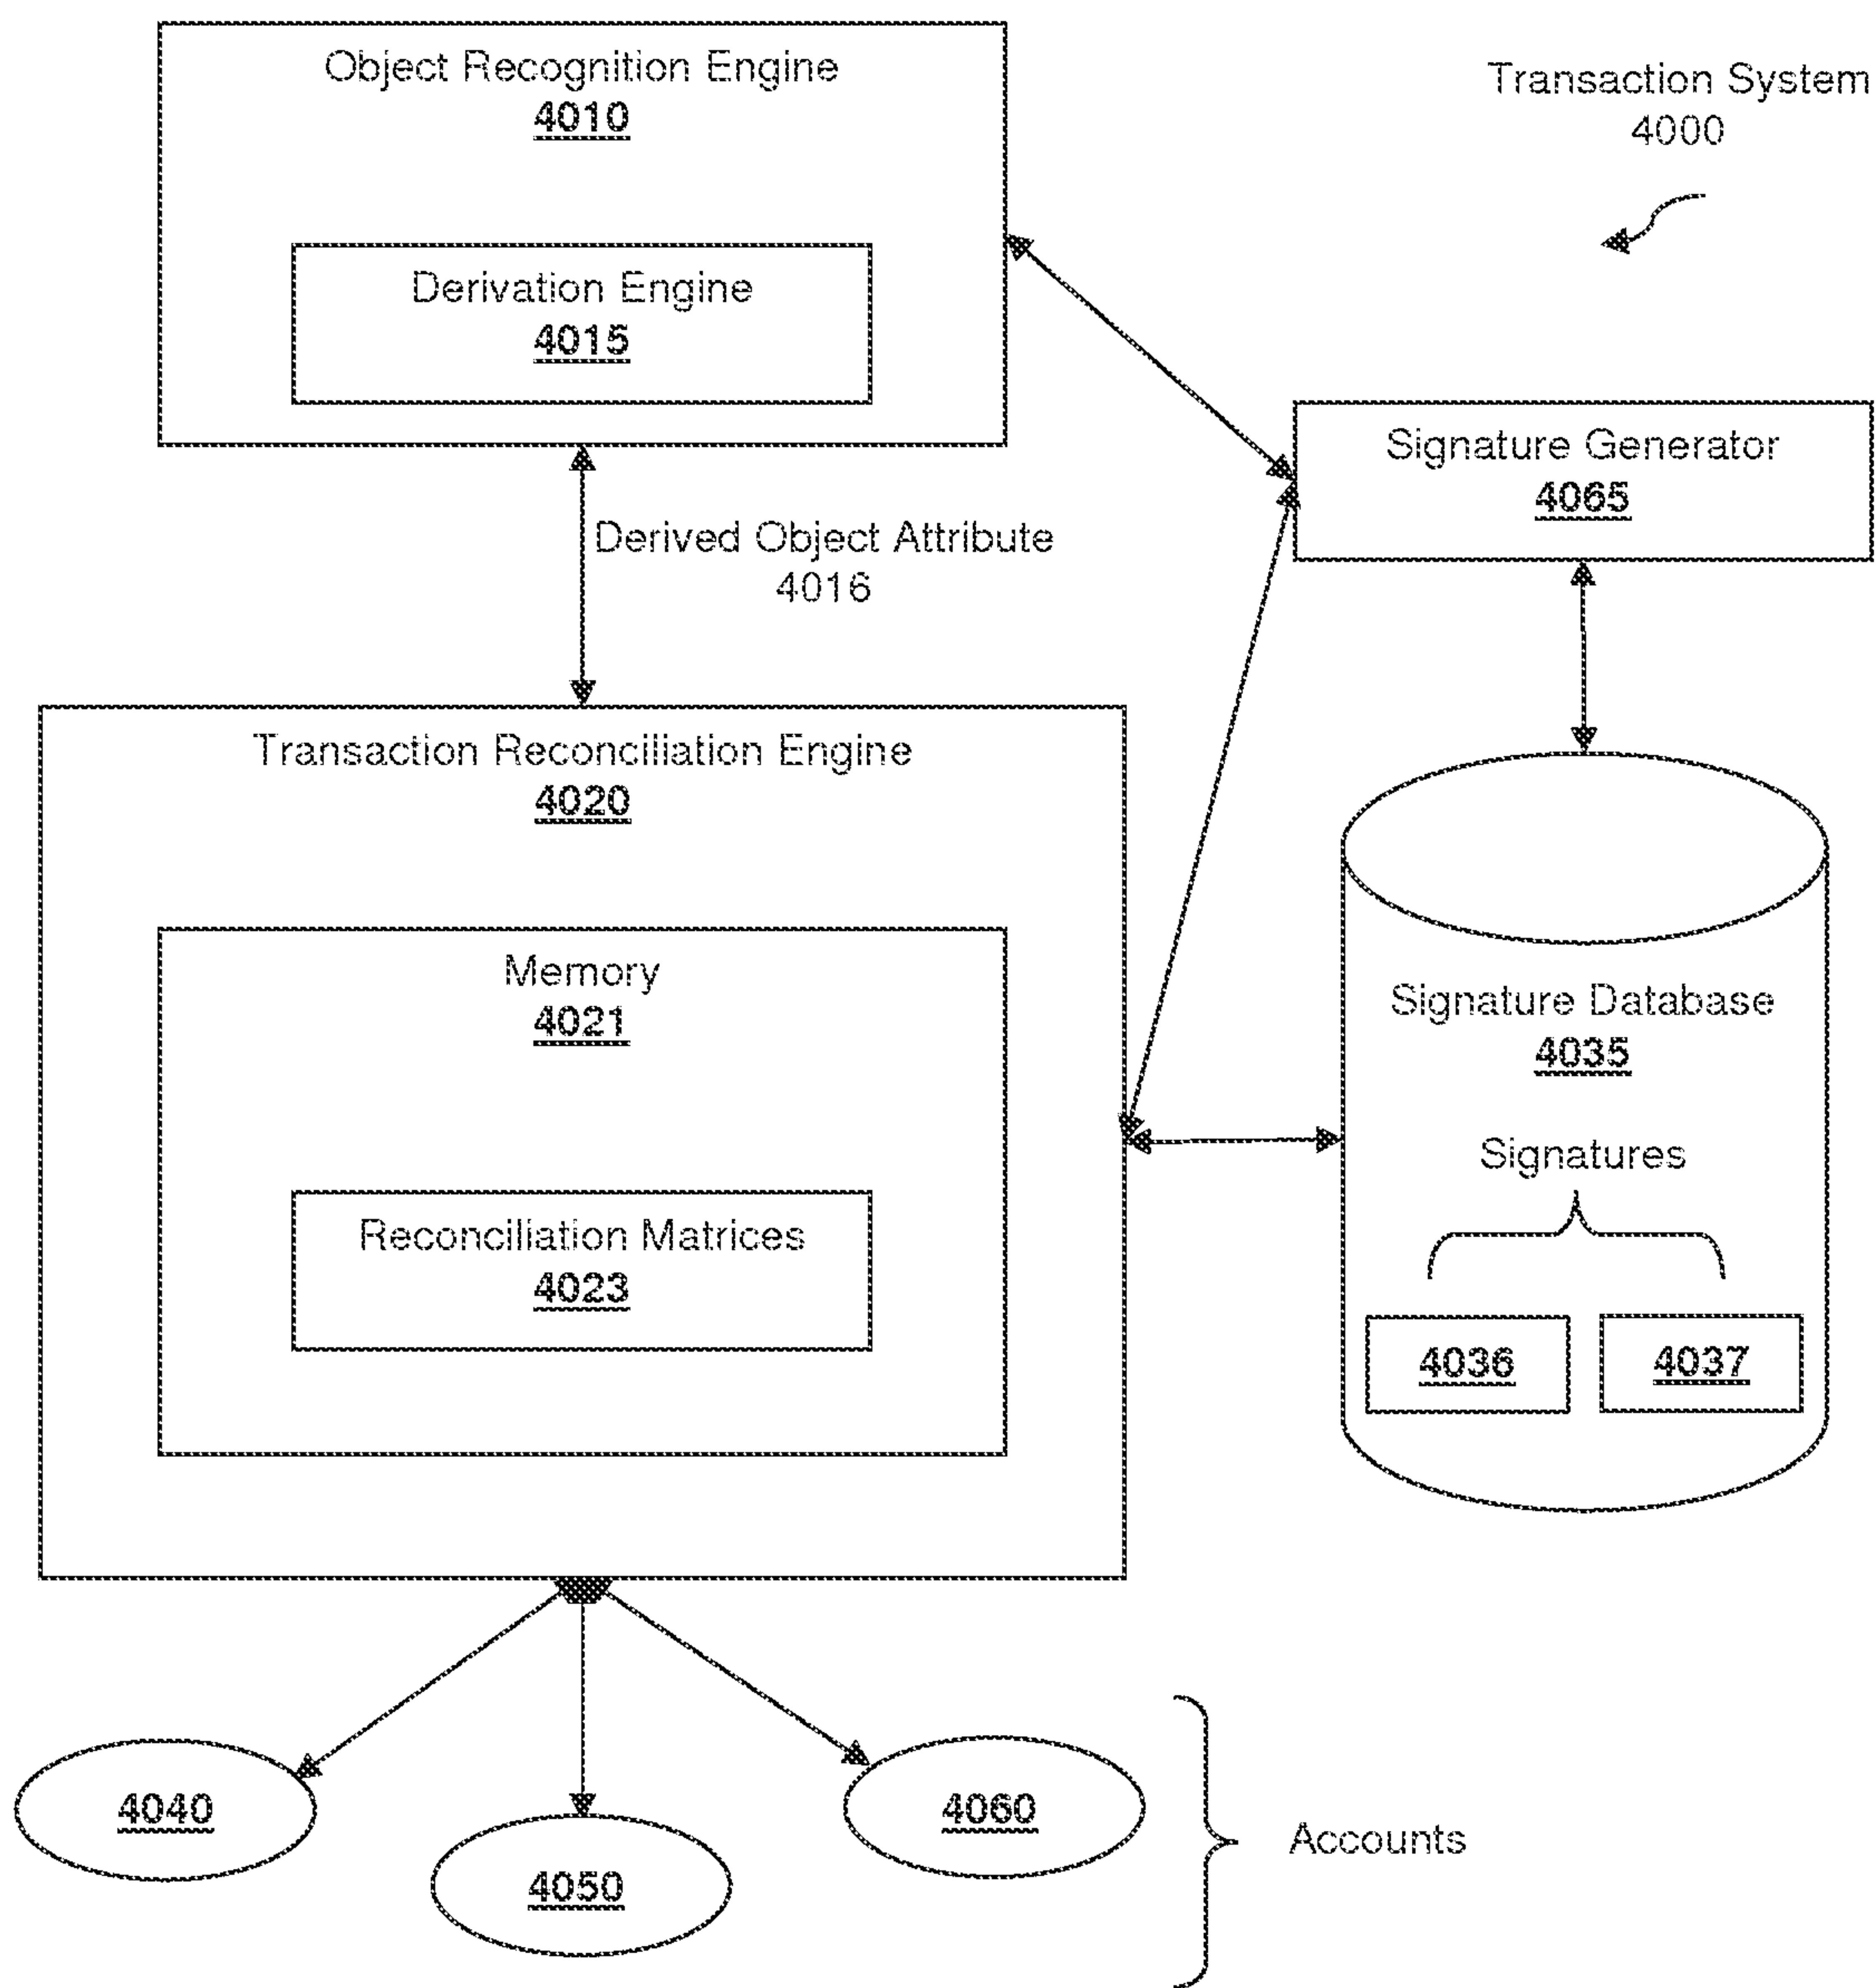 Object Recognition Engine
4010
Transaction System
4000
Derivation Engine
4015
Signature Generator
4065
Derived Object Attribute
4016
Transaction Reconciliation Engine
4020
Memory
4021
Signature Database
4035
Signatures
Reconciliation Matrices
4023
4036
4037
4040
4060
4050
Accounts